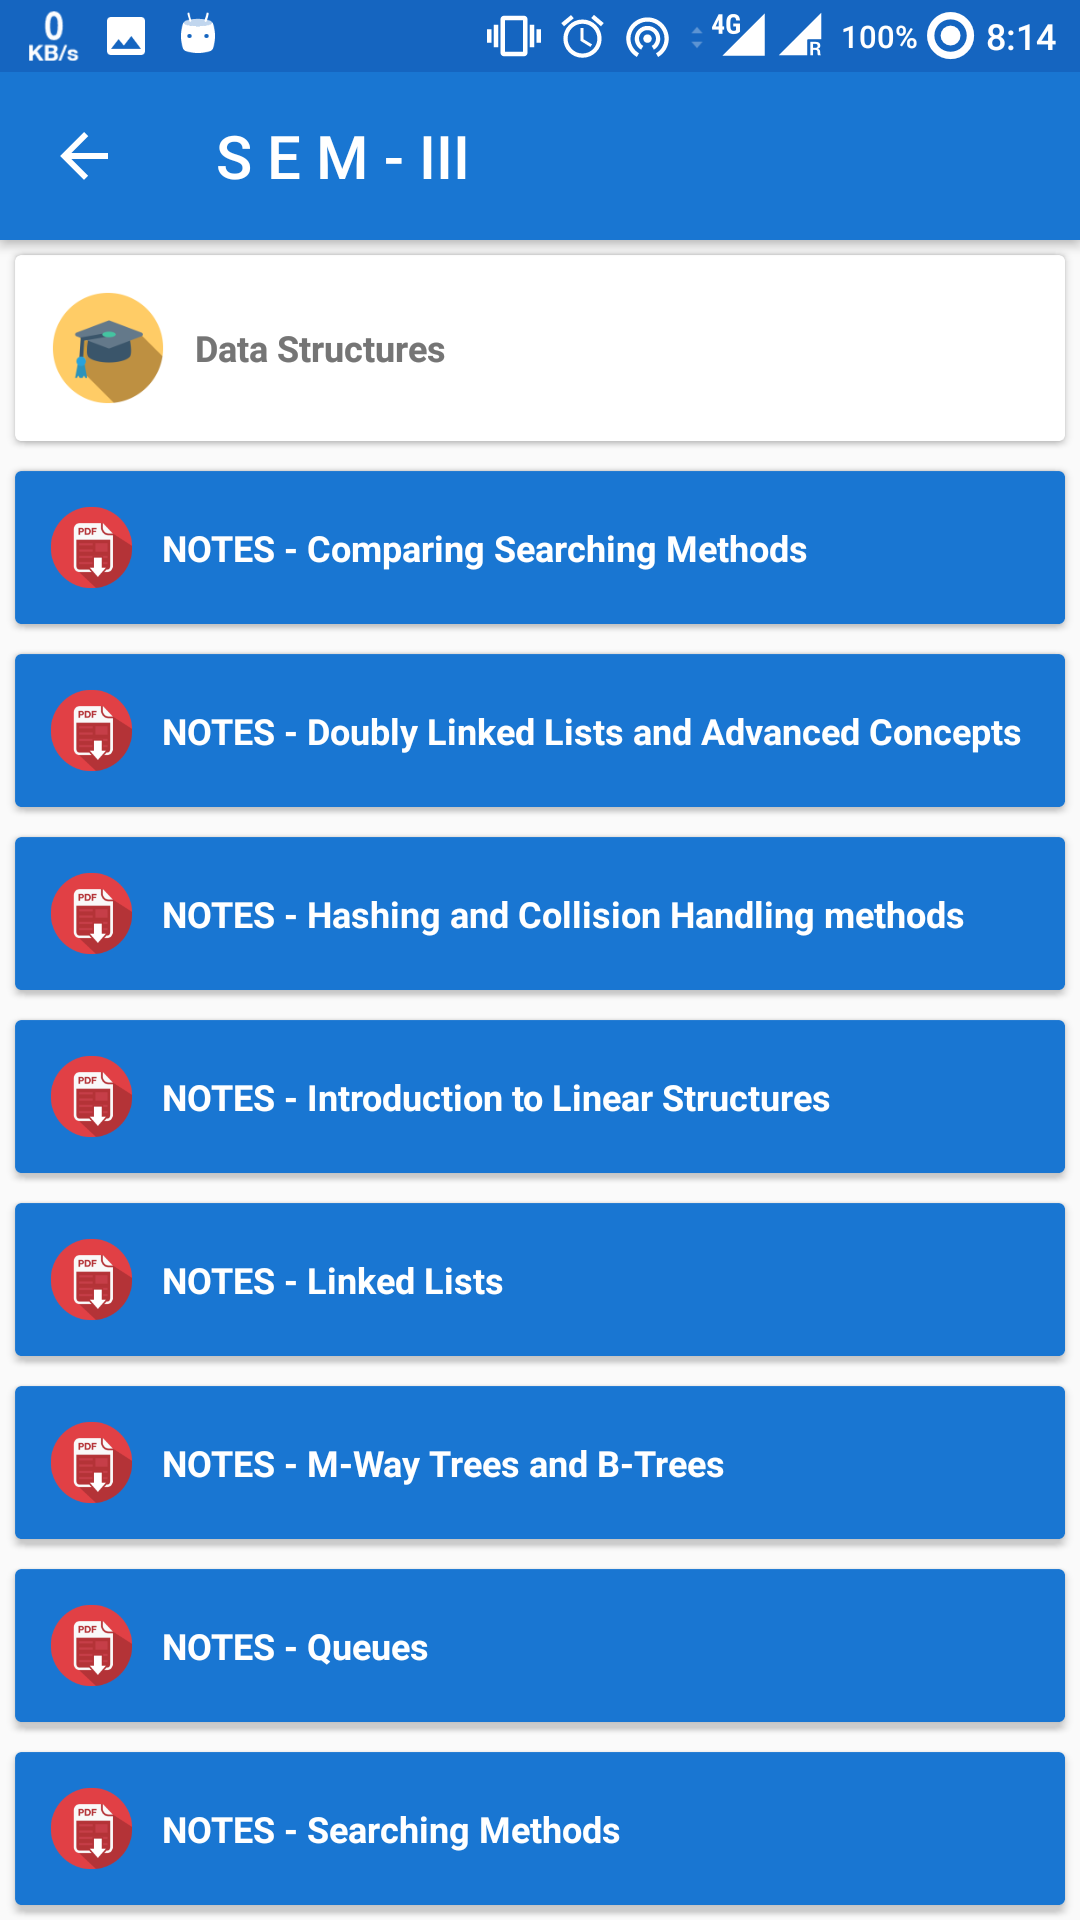 0
KB/s
4G
R
100%
8:14
S E M - III
Data Structures
PDF
NOTES - Comparing Searching Methods
PDF
NOTES - Doubly Linked Lists and Advanced Concepts
PDF
NOTES - Hashing and Collision Handling methods
PDF
NOTES - Introduction to Linear Structures
PDF
NOTES - Linked Lists
PDF
NOTES - M-Way Trees and B-Trees
PDF
NOTES - Queues
PDF
NOTES - Searching Methods